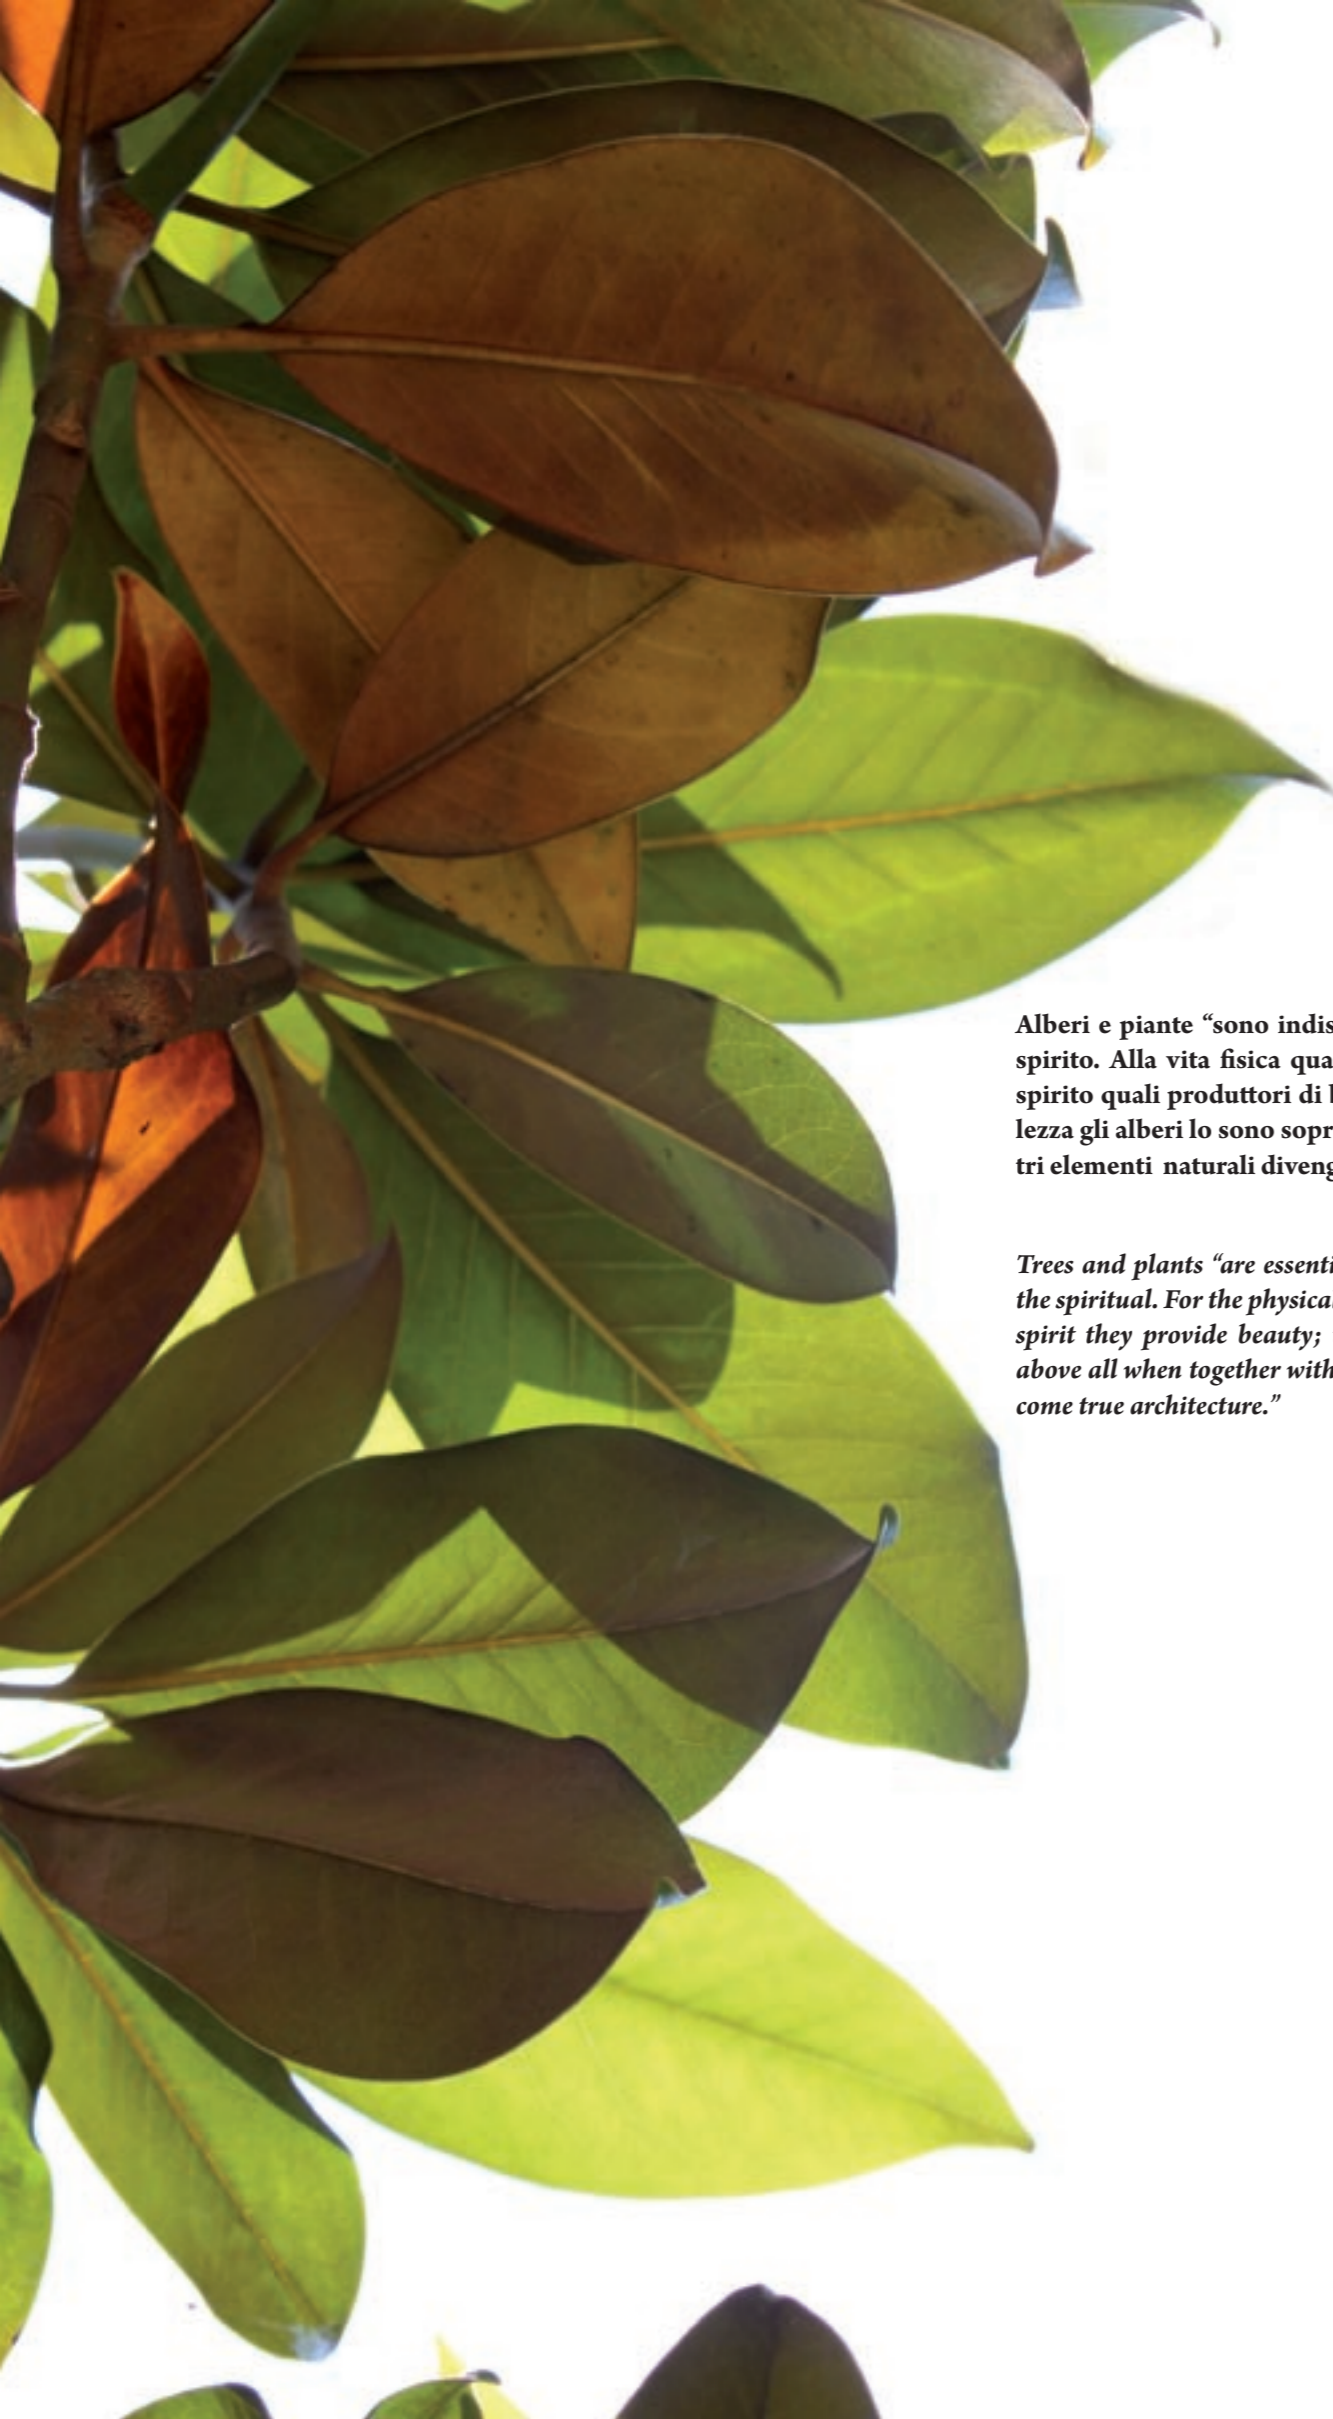 Alberi e piante “sono indis
spirito. Alla vita fisica qua
spirito quali produttori di
lezza gli alberi lo sono sopr
tri elementi naturali diveng
Trees and plants “are essenti
the spiritual. For the physica
spirit they provide beauty;
above all when together with
come true architecture.”